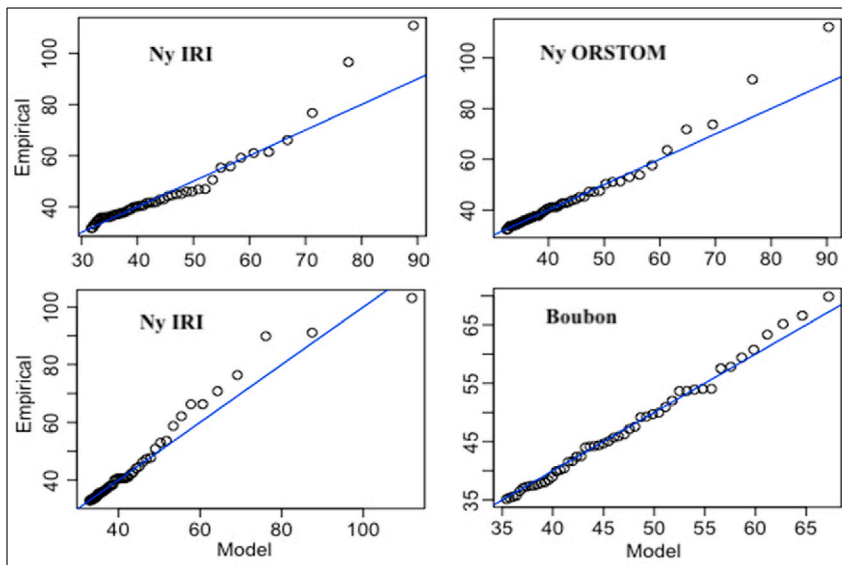 Ny IRI
Empirical
40 60 80 100
30 40 50 60 70 80 90
Ny ORSTOM
40 60 80 100
40 50 60 70 80 90
Ny IRI
Empirical
40 60 80 100
40 60 80 100
Model
Boubon
35 45 55 65
35 40 45 50 55 60 65
Model